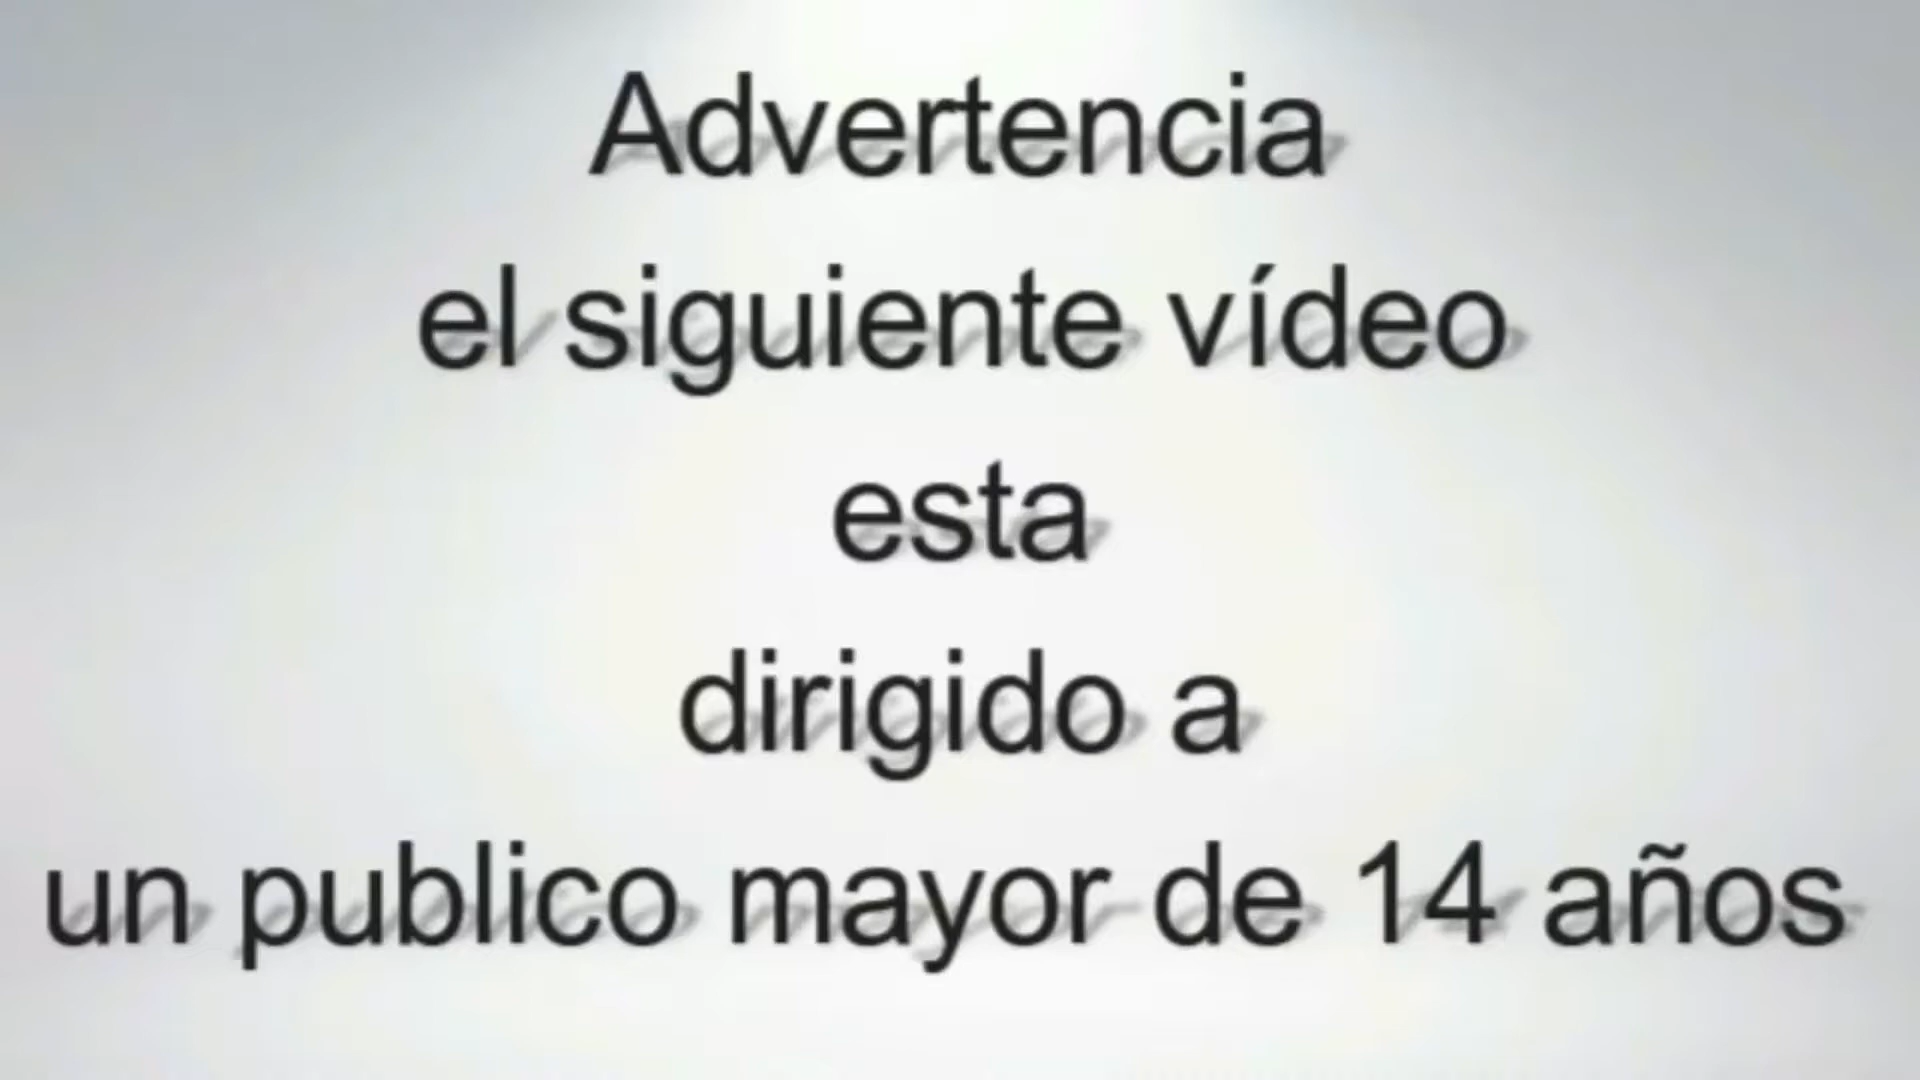 Advertencia
el siguiente vídeo
esta
dirigido a
un publico mayor de 14 años